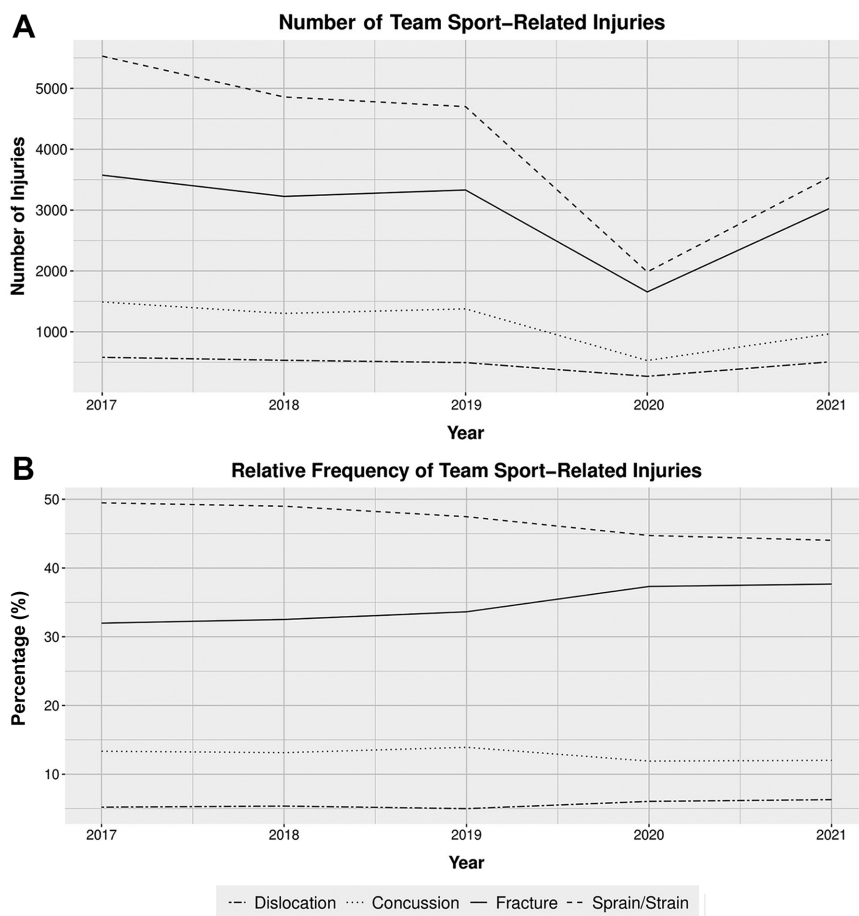 A
Number of Team Sport−Related Injuries
Number of Injuries
5000
4000
3000
2000
1000
2017 2018 2019 2020 2021
Year
B
Relative Frequency of Team Sport−Related Injuries
Percentage (%)
50
40
30
20
10
2017 2018 2019 2020 2021
Year
Dislocation Concussion Fracture Sprain/Strain